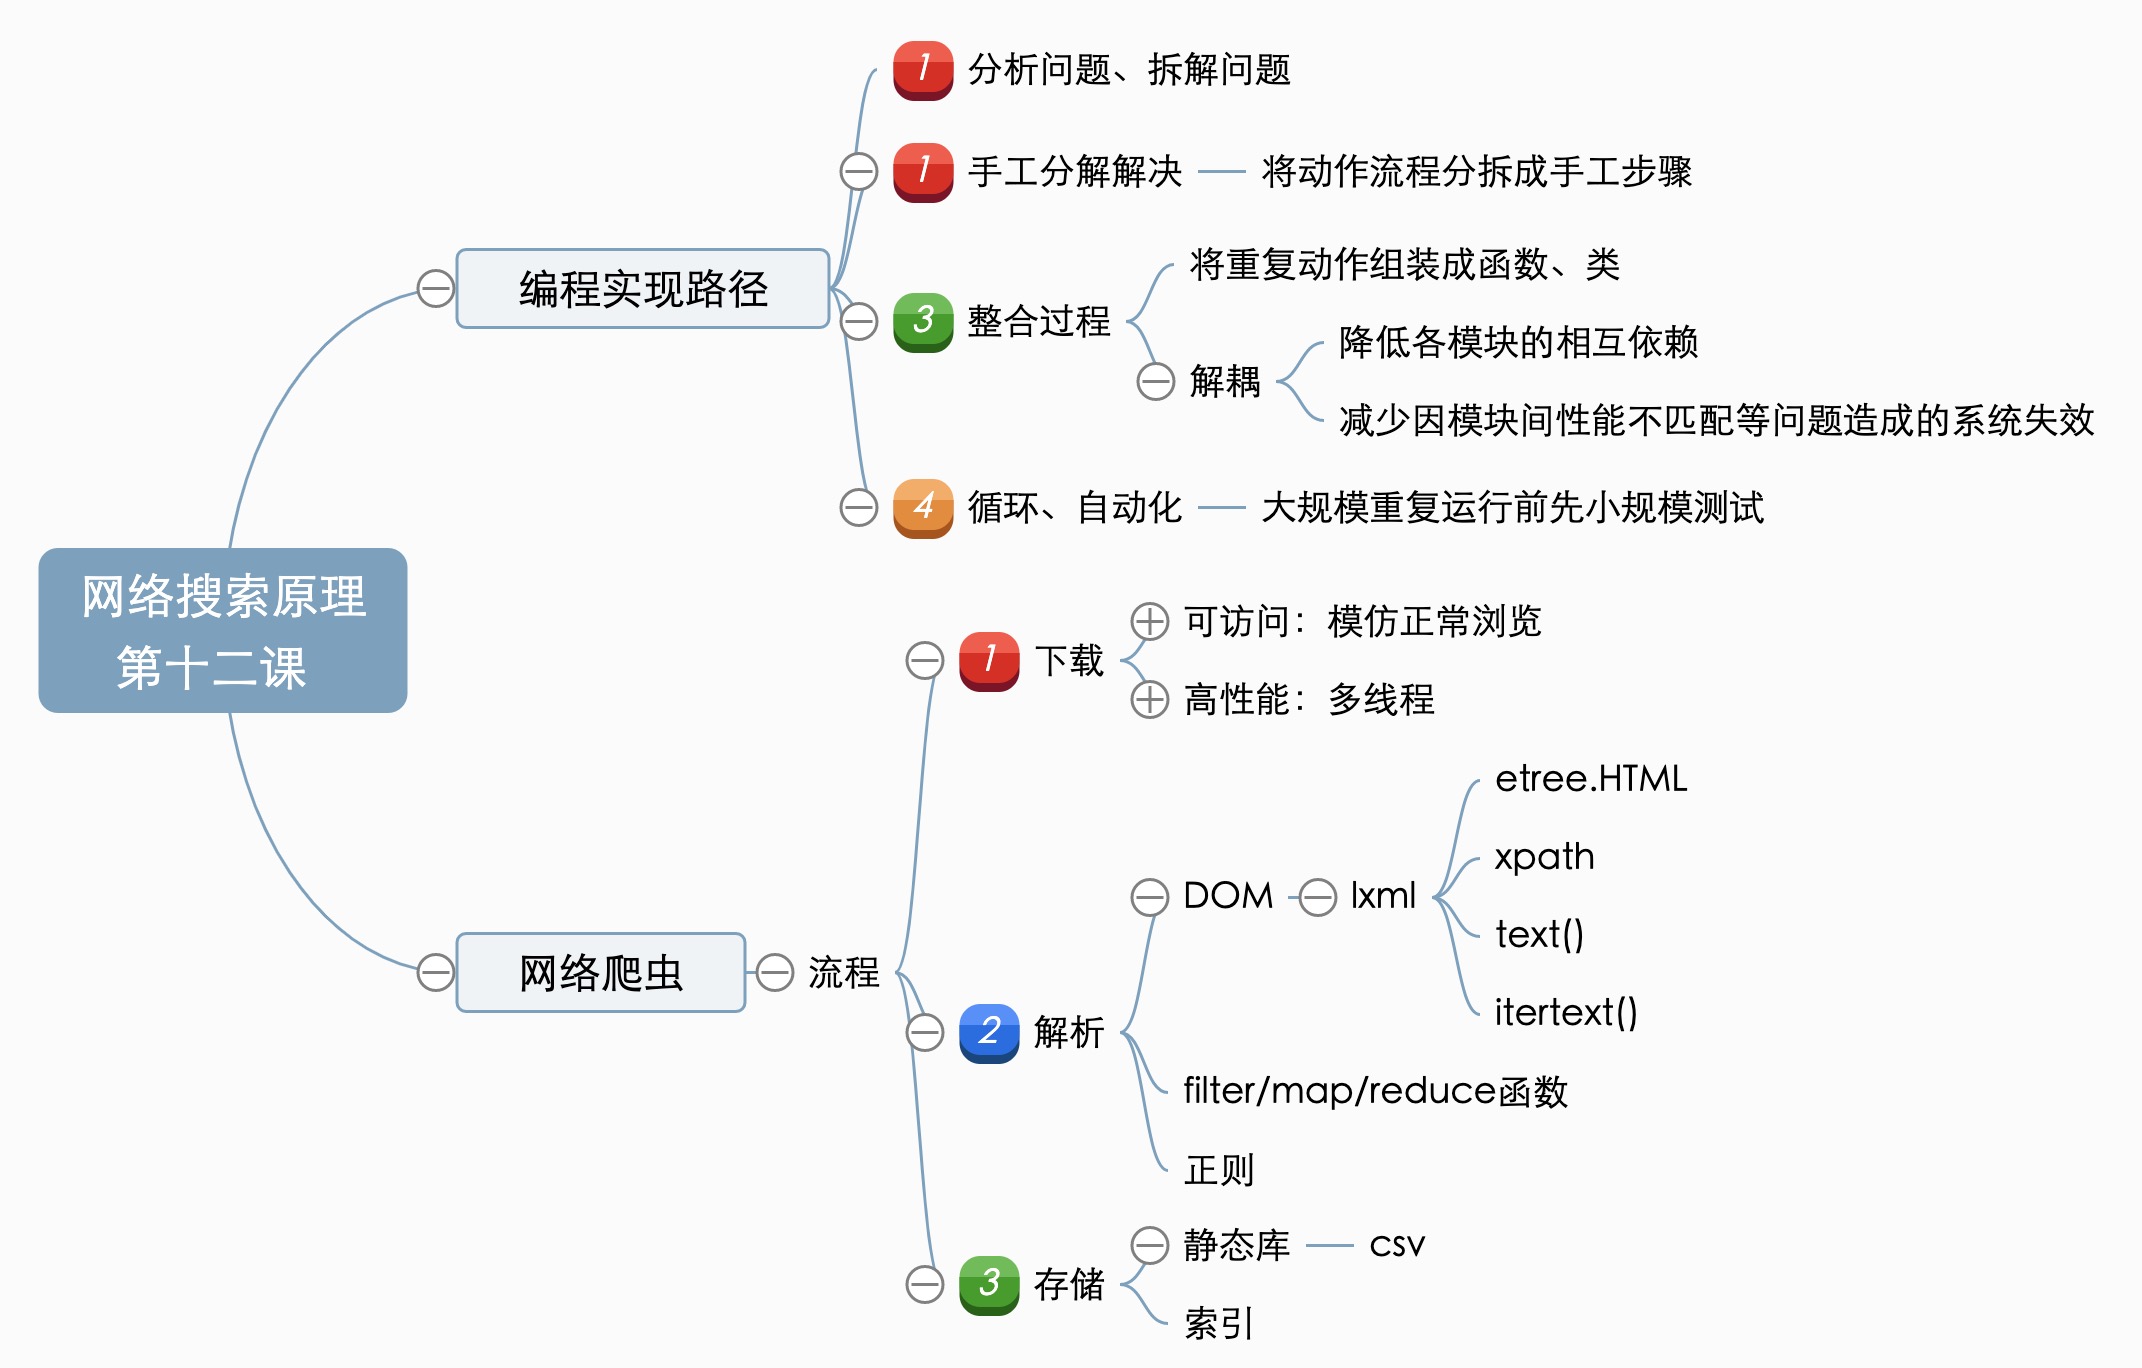 网络搜索原理
第十二课
编程实现路径
1 分析问题、拆解问题
1 手工分解解决
将动作流程分拆成手工步骤
3 整合过程
将重复动作组装成函数、类
解耦
降低各模块的相互依赖
减少因模块间性能不匹配等问题造成的系统失效
4 循环、自动化
大规模重复运行前先小规模测试
网络爬虫
流程
1 下载
可访问：模仿正常浏览
高性能：多线程
2 解析
DOM
lxml
etree.HTML
xpath
text()
itertext()
filter/map/reduce函数
正则
3 存储
静态库
csv
索引